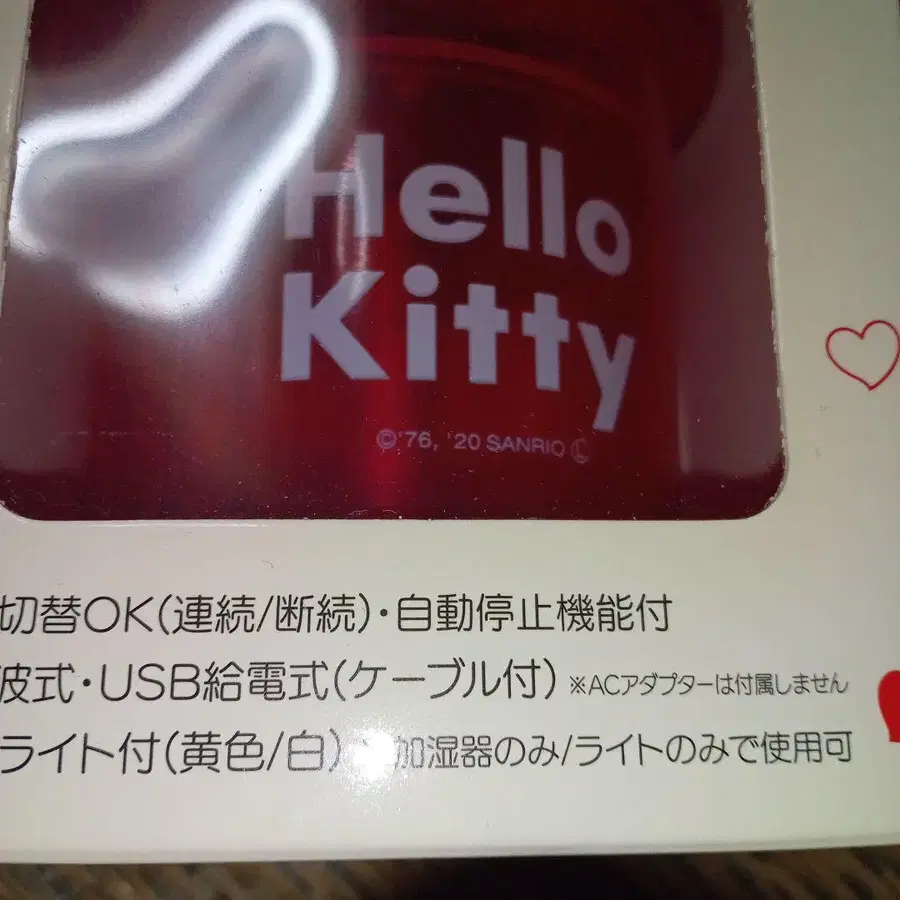 Hello
Kitty
©'76, '20 SANRIO Ⓛ
切替OK(連続/断続)・自動停止機能付
波式・USB給電式(ケーブル付) ※ACアダプターは付属しません
ライト付(黄色/白) 加湿器のみ/ライトのみで使用可